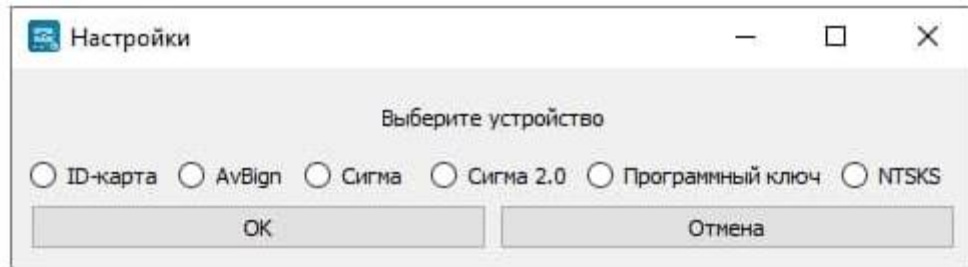 Настройки
Выберите устройство
ID-карта AvBign Сигма Сигма 2.0 Программный ключ NTSKS
OK Отмена